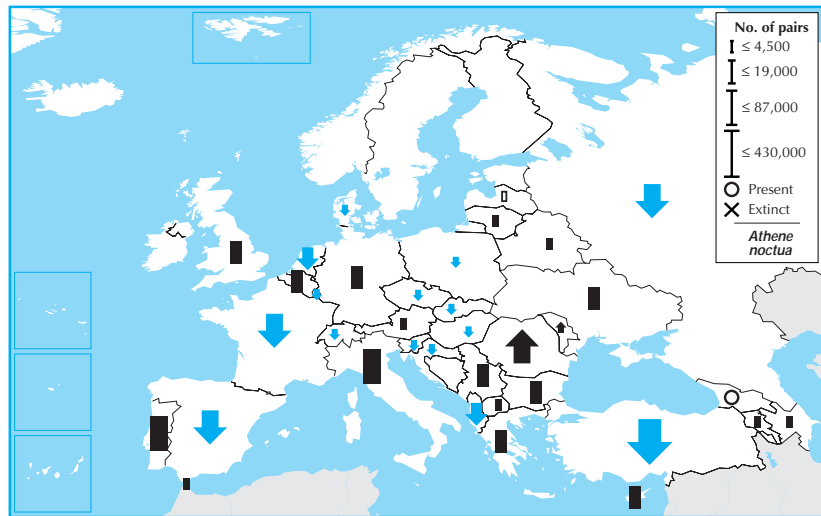 No. of pairs
≤ 4,500
≤ 19,000
≤ 87,000
≤ 430,000
Present
Extinct
Athene
noctua